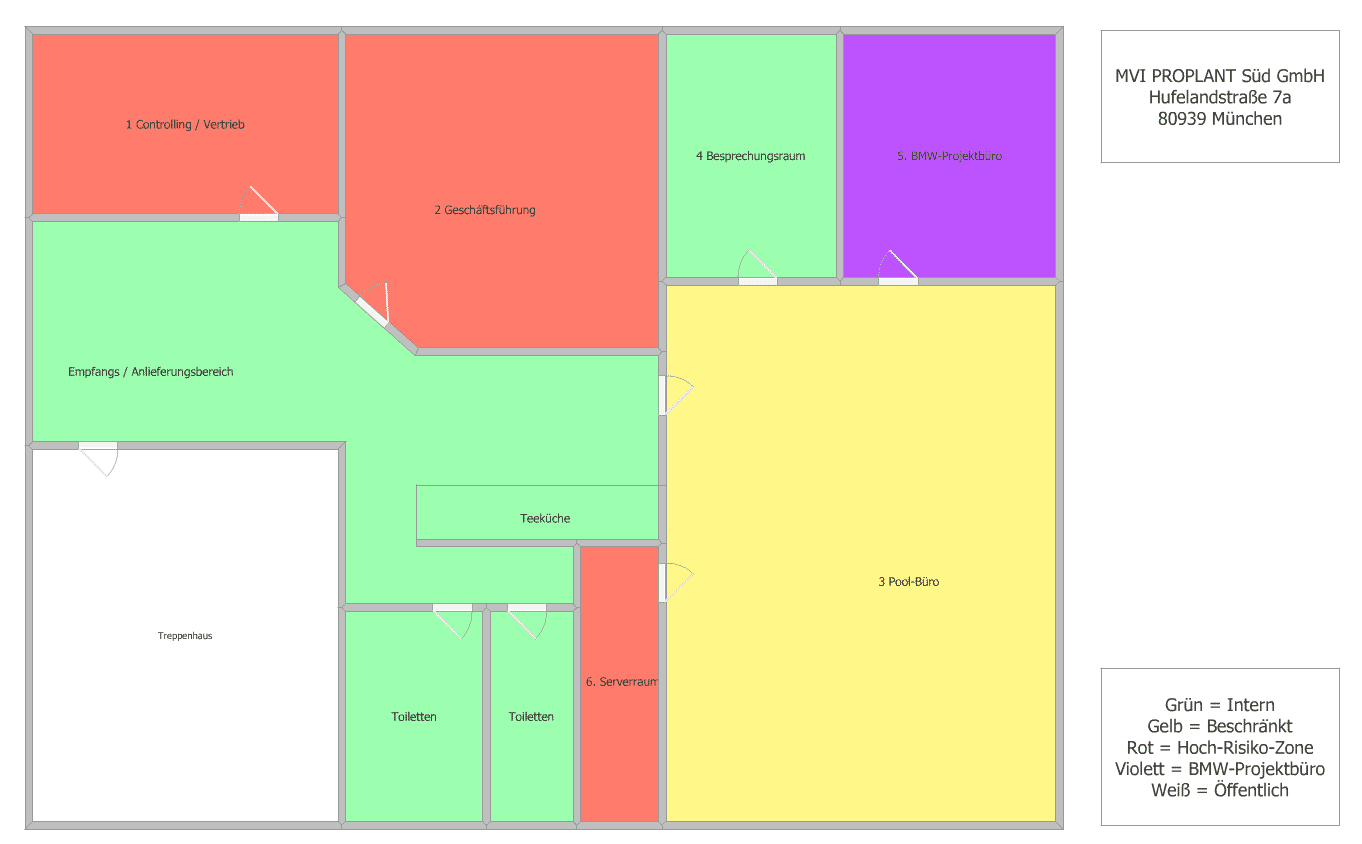 1 Controlling / Vertrieb
2 Geschäftsführung
4 Besprechungsraum
5. BMW-Projektbüro
MVI PROPLANT Süd GmbH
Hufelandstraße 7a
80939 München
Empfangs / Anlieferungsbereich
Teeküche
3 Pool-Büro
Treppenhaus
6. Serverraum
Toiletten
Toiletten
Grün = Intern
Gelb = Beschränkt
Rot = Hoch-Risiko-Zone
Violett = BMW-Projektbüro
Weiß = Öffentlich